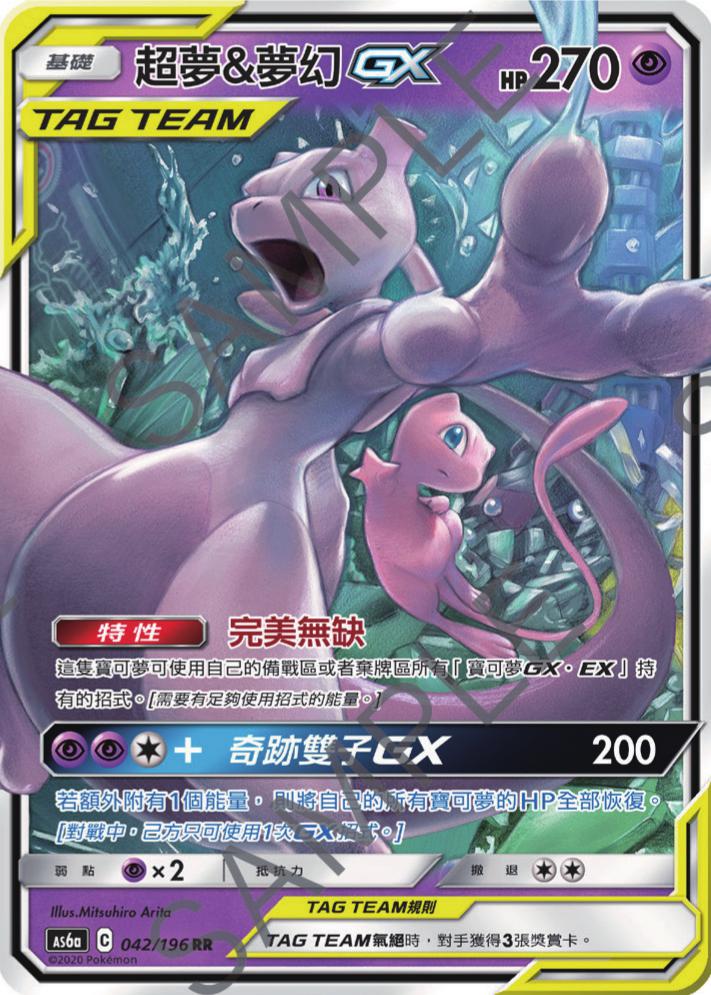 基礎 超夢&夢幻GX HP270
TAG TEAM
特性 完美無缺
這隻寶可夢可使用自己的備戰區或者棄牌區所有「寶可夢GX・EX」持
有的招式。[需要有足夠使用招式的能量。]
+ 奇跡雙子GX 200
若額外附有1個能量，則將自己的所有寶可夢的HP全部恢復。
[對戰中，己方只可使用1次GX招式。]
弱點 ×2 抵抗力 撤退
Illus.Mitsuhiro Arita
TAG TEAM規則
AS6a C 042/196 RR
TAG TEAM氣絕時，對手獲得3張獎賞卡。
©2020 Pokémon
SAMPLE
SAMPLE
SAMPLE